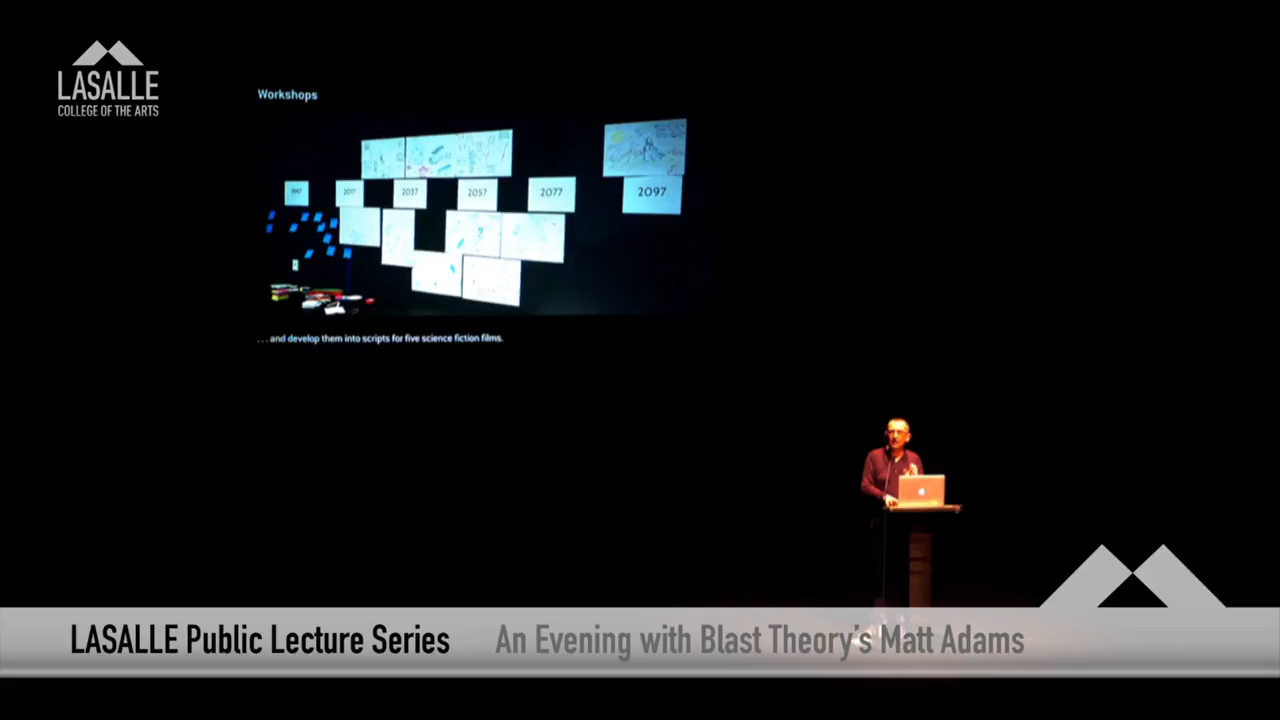 LASALLE
COLLEGE OF THE ARTS
Workshops
1997 2017 2037 2057 2077 2097
. . . and develop them into scripts for five science fiction films.
LASALLE Public Lecture Series An Evening with Blast Theory's Matt Adams